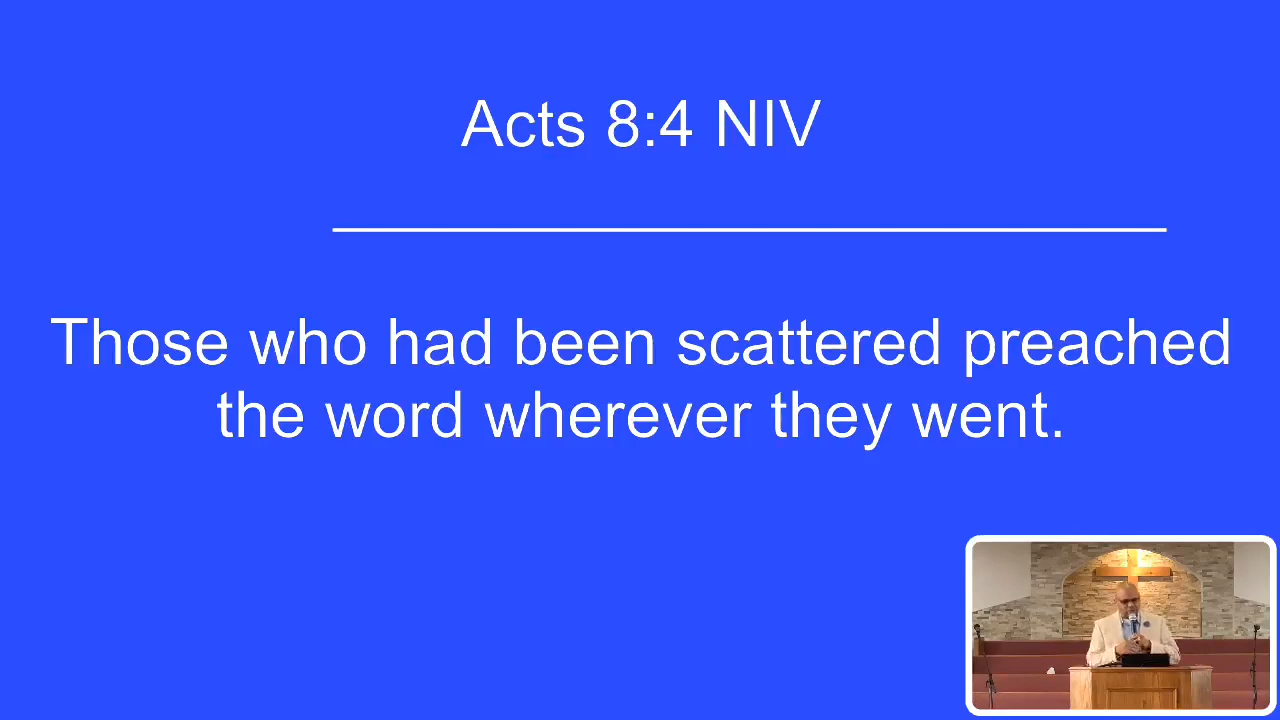 Acts 8:4 NIV
Those who had been scattered preached
the word wherever they went.